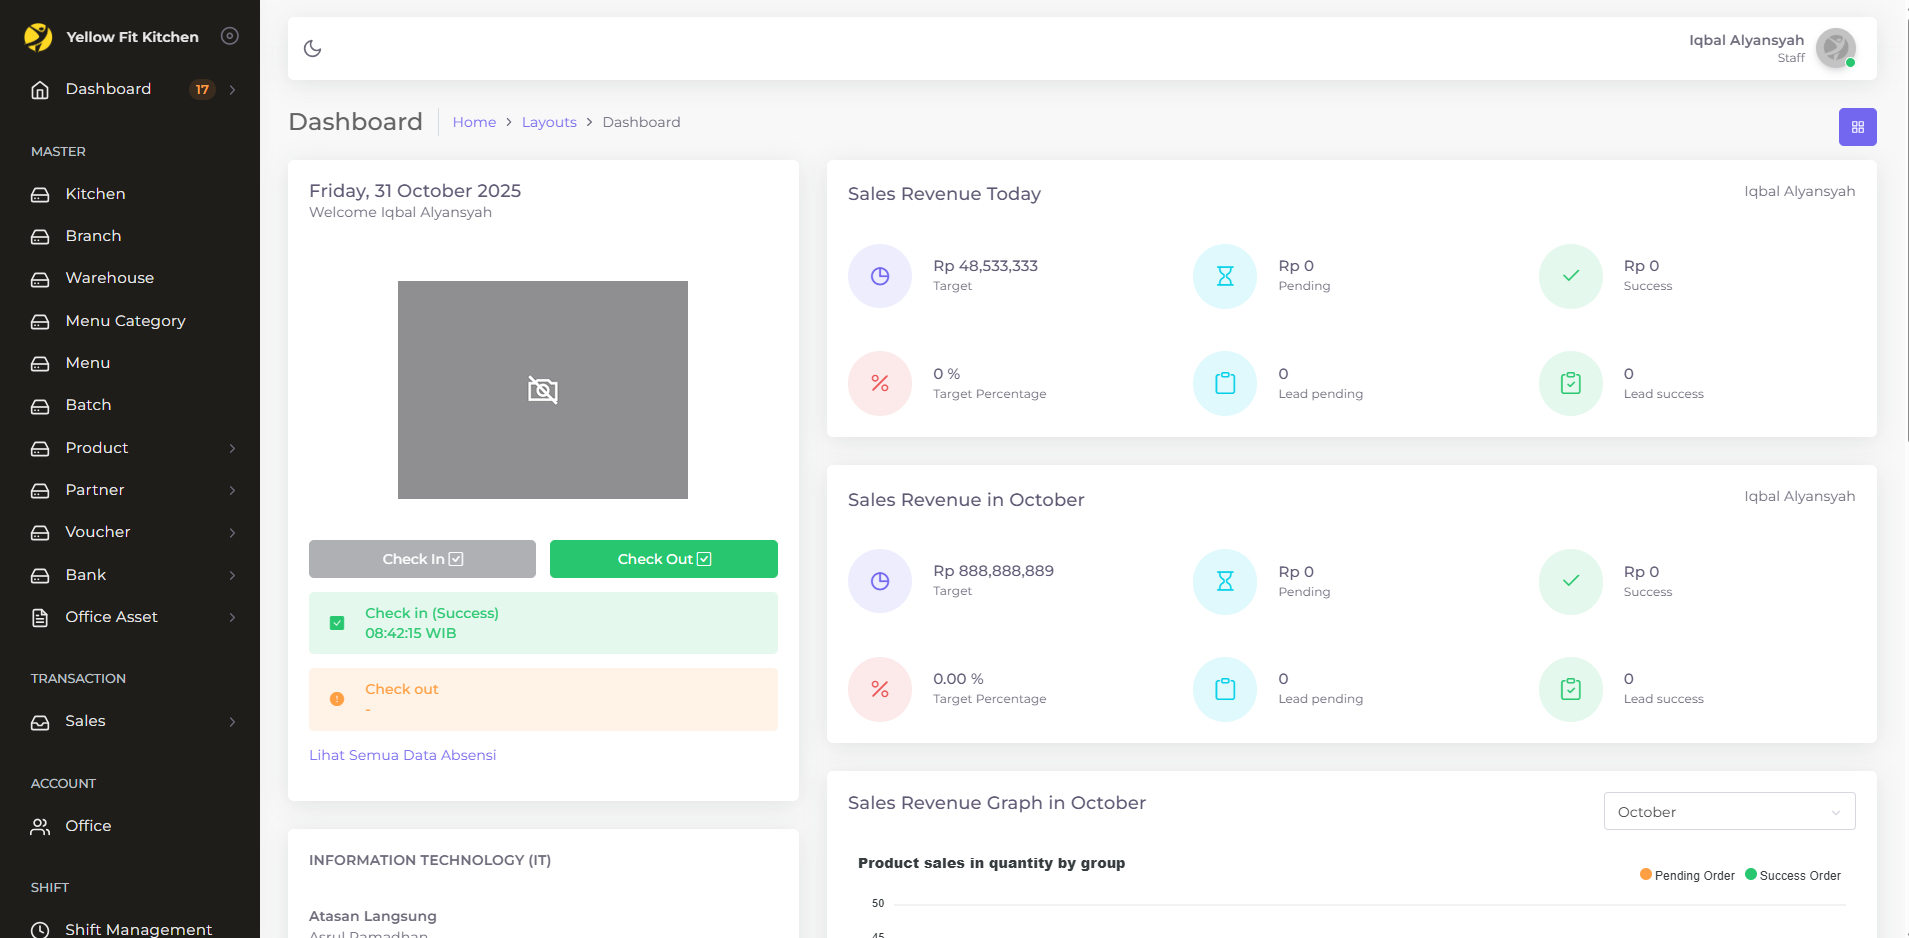 Yellow Fit Kitchen
Dashboard 17
MASTER
Kitchen
Branch
Warehouse
Menu Category
Menu
Batch
Product
Partner
Voucher
Bank
Office Asset
TRANSACTION
Sales
ACCOUNT
Office
SHIFT
Shift Management
Iqbal Alyansyah
Staff
Dashboard
Home > Layouts > Dashboard
Friday, 31 October 2025
Welcome Iqbal Alyansyah
Check In
Check Out
Check in (Success)
08:42:15 WIB
Check out
-
Lihat Semua Data Absensi
INFORMATION TECHNOLOGY (IT)
Atasan Langsung
Asrul Ramadhan
Sales Revenue Today
Iqbal Alyansyah
Rp 48,533,333
Target
Rp 0
Pending
Rp 0
Success
0 %
Target Percentage
0
Lead pending
0
Lead success
Sales Revenue in October
Iqbal Alyansyah
Rp 888,888,889
Target
Rp 0
Pending
Rp 0
Success
0.00 %
Target Percentage
0
Lead pending
0
Lead success
Sales Revenue Graph in October
October
Product sales in quantity by group
Pending Order
Success Order
50
45